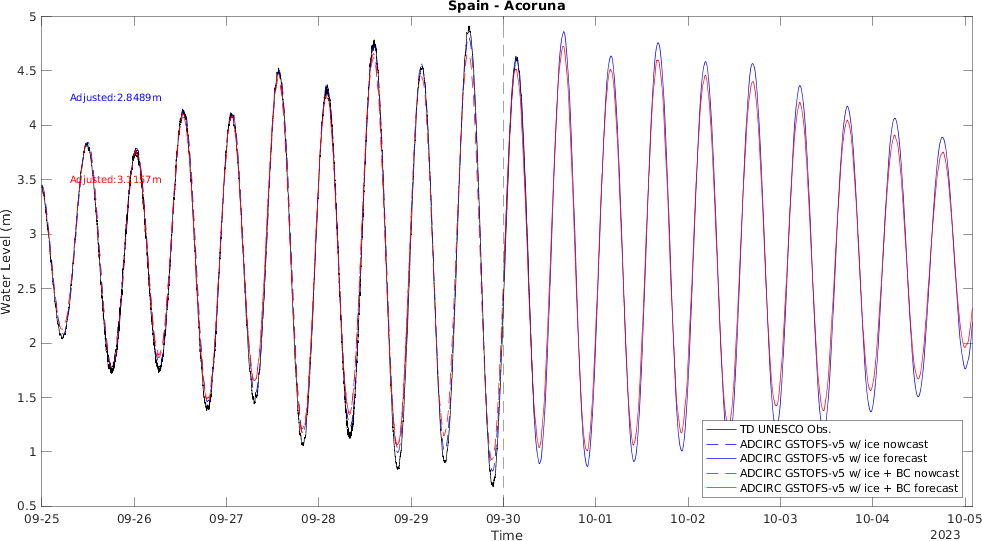 Spain - Acoruna
5
4.5
4
3.5
3
2.5
2
1.5
1
0.5
Water Level (m)
Adjusted:2.8489m
TD UNESCO Obs.
ADCIRC GSTOFS-v5 w/ ice nowcast
ADCIRC GSTOFS-v5 w/ ice forecast
ADCIRC GSTOFS-v5 w/ ice + BC nowcast
ADCIRC GSTOFS-v5 w/ ice + BC forecast
09-25 09-26 09-27 09-28 09-29 09-30 10-01 10-02 10-03 10-04 10-05
Time
2023